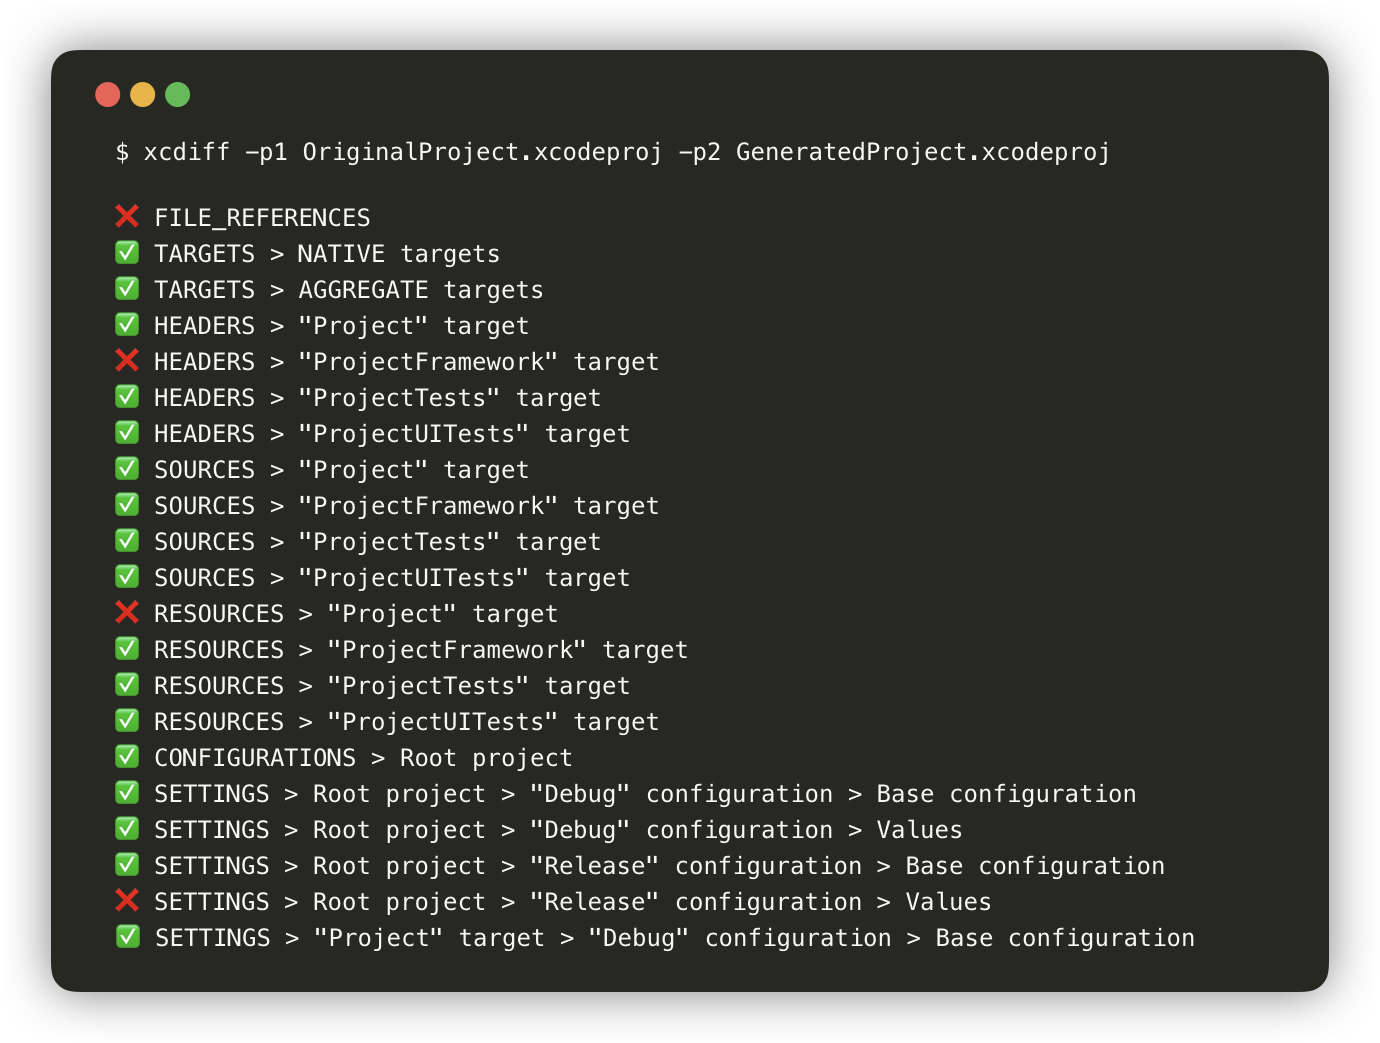 $ xcdiff -p1 OriginalProject.xcodeproj -p2 GeneratedProject.xcodeproj
❌ FILE_REFERENCES
✅ TARGETS > NATIVE targets
✅ TARGETS > AGGREGATE targets
✅ HEADERS > "Project" target
❌ HEADERS > "ProjectFramework" target
✅ HEADERS > "ProjectTests" target
✅ HEADERS > "ProjectUITests" target
✅ SOURCES > "Project" target
✅ SOURCES > "ProjectFramework" target
✅ SOURCES > "ProjectTests" target
✅ SOURCES > "ProjectUITests" target
❌ RESOURCES > "Project" target
✅ RESOURCES > "ProjectFramework" target
✅ RESOURCES > "ProjectTests" target
✅ RESOURCES > "ProjectUITests" target
✅ CONFIGURATIONS > Root project
✅ SETTINGS > Root project > "Debug" configuration > Base configuration
✅ SETTINGS > Root project > "Debug" configuration > Values
✅ SETTINGS > Root project > "Release" configuration > Base configuration
❌ SETTINGS > Root project > "Release" configuration > Values
✅ SETTINGS > "Project" target > "Debug" configuration > Base configuration